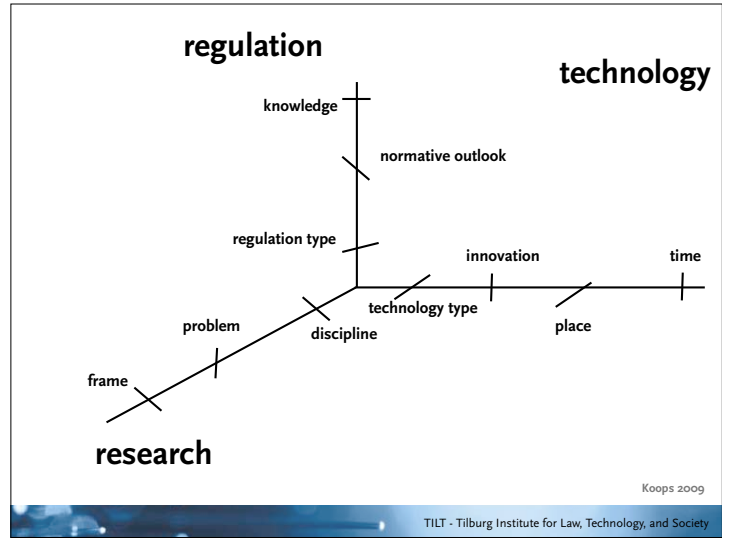 regulation
technology
knowledge
normative outlook
regulation type
innovation
time
technology type
place
problem
discipline
frame
research
Koops 2009
TILT - Tilburg Institute for Law, Technology, and Society